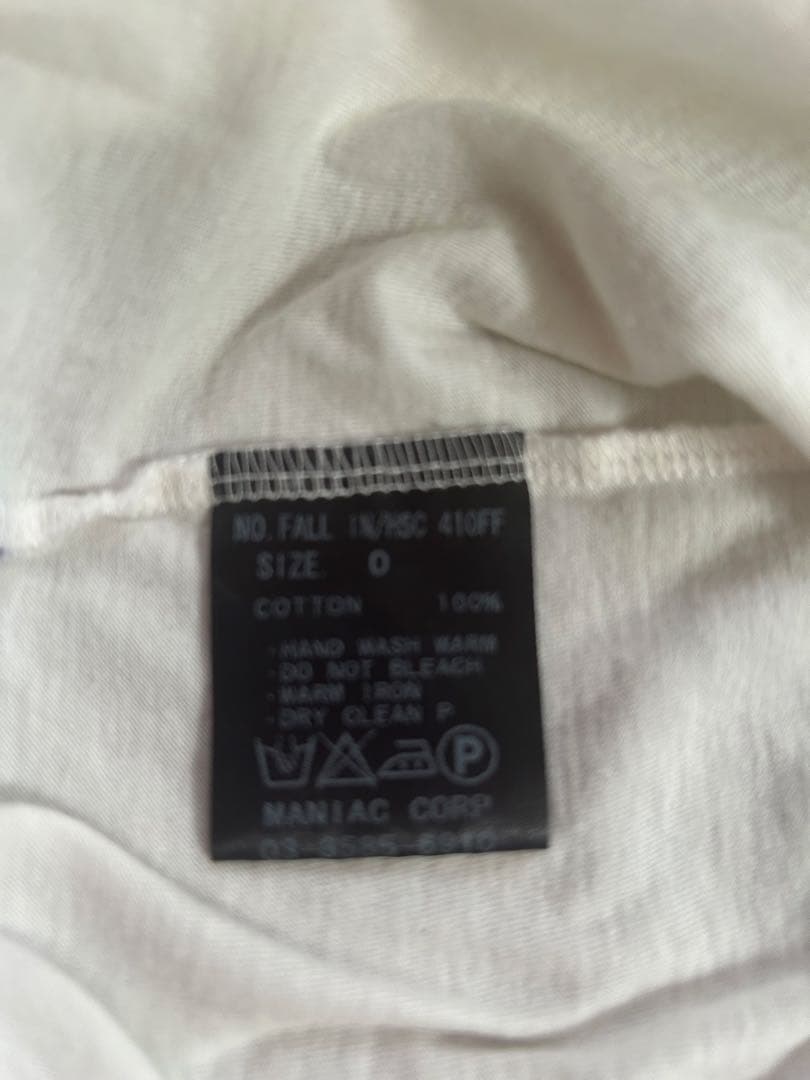 NO. FALL IN/HSC 410FF
SIZE. 0
COTTON 100%
·HAND WASH WARM
·DO NOT BLEACH
·WARM IRON
·DRY CLEAN P
P
MANIAC CORP